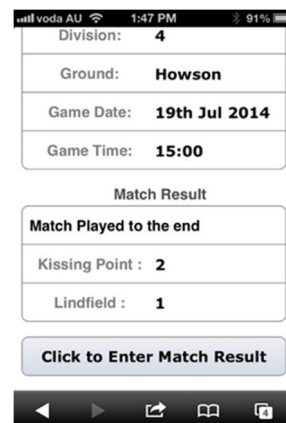 voda AU 1:47 PM 91%
Division: 4
Ground: Howson
Game Date: 19th Jul 2014
Game Time: 15:00
Match Result
Match Played to the end
Kissing Point : 2
Lindfield : 1
Click to Enter Match Result
4